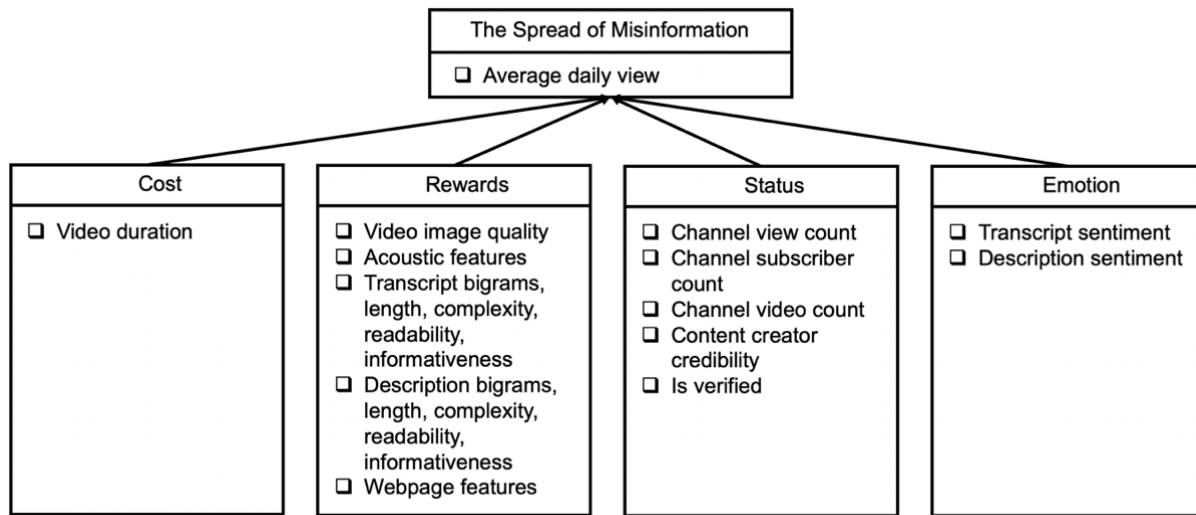 The Spread of Misinformation
Average daily view
Cost
Video duration
Rewards
Video image quality
Acoustic features
Transcript bigrams,
length, complexity,
readability,
informativeness
Description bigrams,
length, complexity,
readability,
informativeness
Webpage features
Status
Channel view count
Channel subscriber
count
Channel video count
Content creator
credibility
Is verified
Emotion
Transcript sentiment
Description sentiment